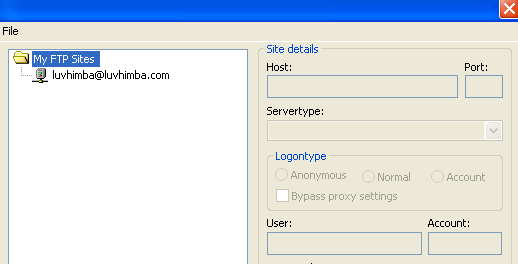 File
My FTP Sites
luvhimba@luvhimba.com
Site details
Host:
Port:
Servertype:
Logontype
Anonymous
Normal
Account
Bypass proxy settings
User:
Account: